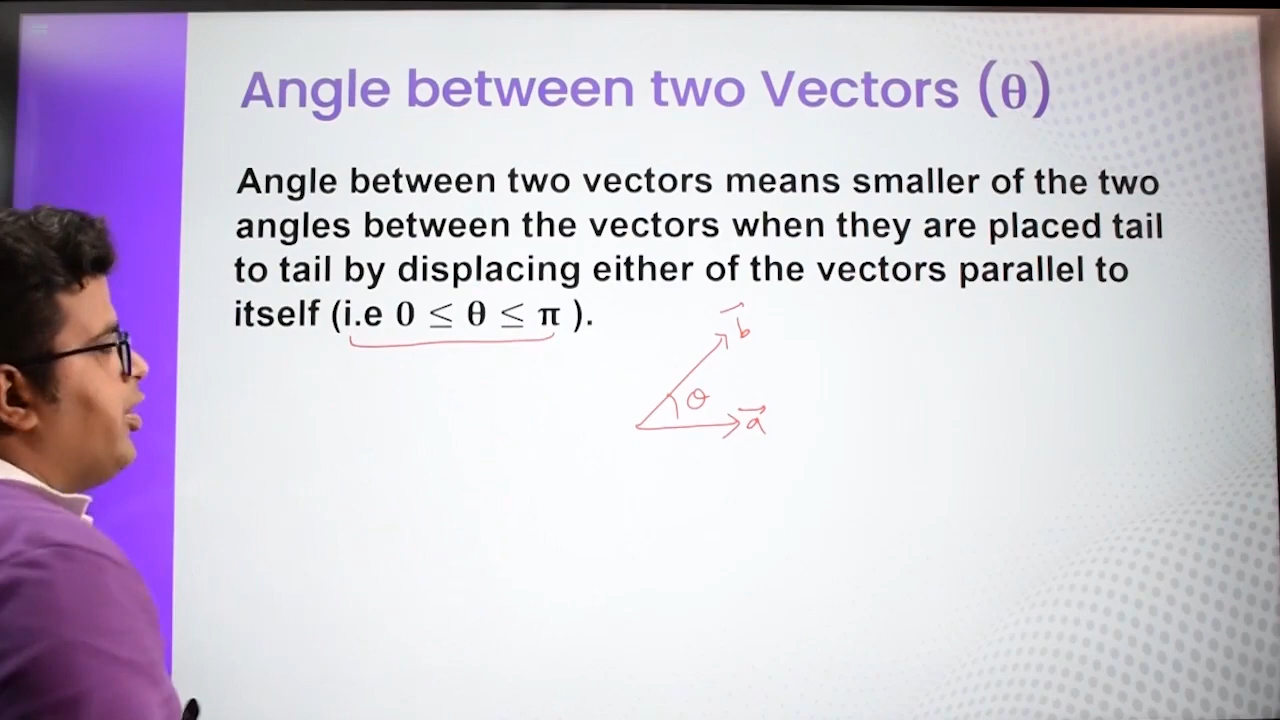 Angle between two Vectors (θ)
Angle between two vectors means smaller of the two
angles between the vectors when they are placed tail
to tail by displacing either of the vectors parallel to
itself (i.e 0 ≤ θ ≤ π ).
b⃗
θ
a⃗